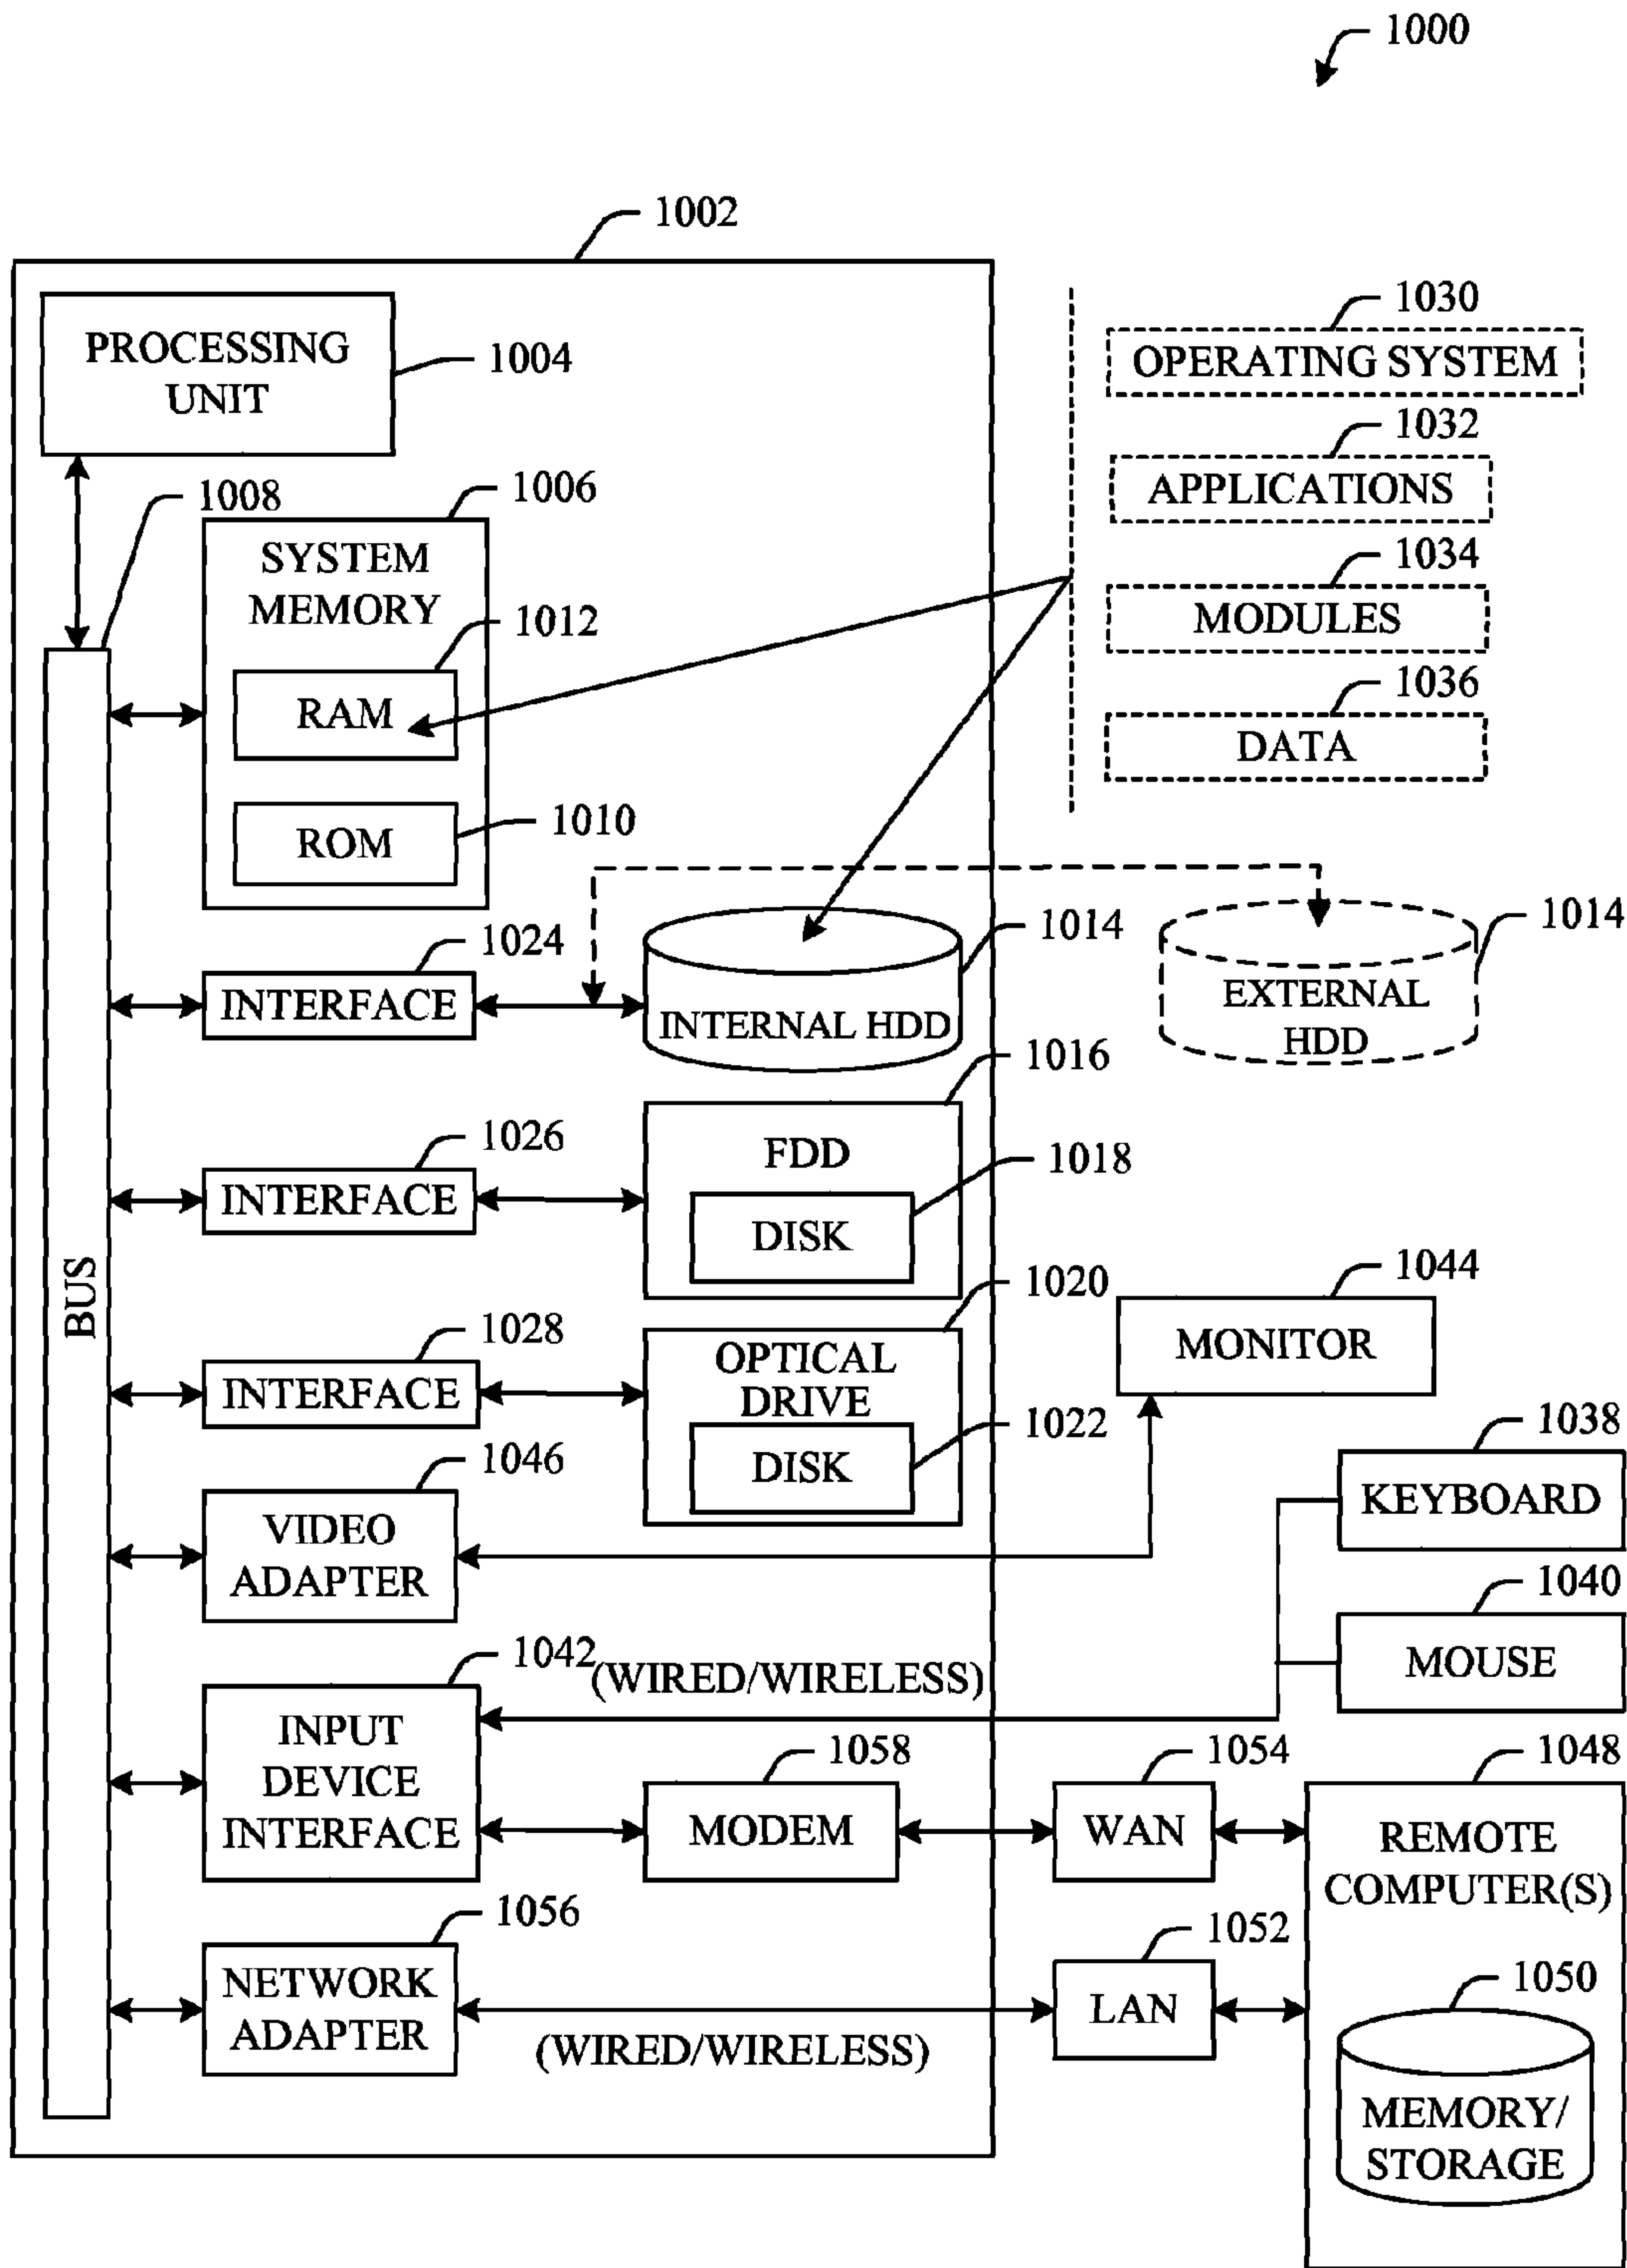 1000
1002
PROCESSING
UNIT
1004
1030
OPERATING SYSTEM
1032
APPLICATIONS
1034
MODULES
1036
DATA
1008
1006
SYSTEM
MEMORY
1012
RAM
1010
ROM
BUS
1024
INTERFACE
1014
INTERNAL HDD
1014
EXTERNAL
HDD
1026
INTERFACE
1016
FDD
1018
DISK
1028
INTERFACE
1020
OPTICAL
DRIVE
1022
DISK
1044
MONITOR
1046
VIDEO
ADAPTER
1038
KEYBOARD
1040
MOUSE
1042
(WIRED/WIRELESS)
INPUT
DEVICE
INTERFACE
1058
MODEM
1054
WAN
1048
REMOTE
COMPUTER(S)
1056
NETWORK
ADAPTER
(WIRED/WIRELESS)
1052
LAN
1050
MEMORY/
STORAGE